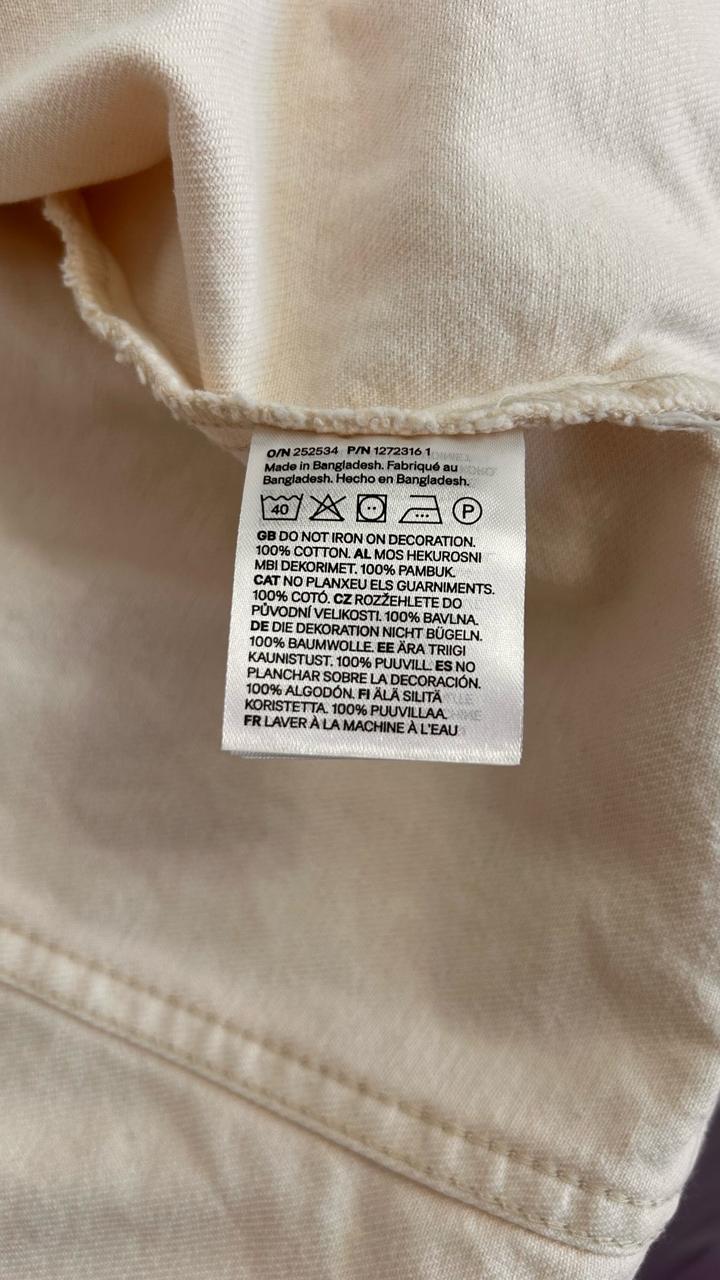 O/N 252534 P/N 1272316 1
Made in Bangladesh. Fabriqué au
Bangladesh. Hecho en Bangladesh.
40 P
GB DO NOT IRON ON DECORATION.
100% COTTON. AL MOS HEKUROSNI
MBI DEKORIMET. 100% PAMBUK.
CAT NO PLANXEU ELS GUARNIMENTS.
100% COTÓ. CZ ROZŽEHLETE DO
PŮVODNÍ VELIKOSTI. 100% BAVLNA.
DE DIE DEKORATION NICHT BÜGELN.
100% BAUMWOLLE. EE ÄRA TRIIGI
KAUNISTUST. 100% PUUVILL. ES NO
PLANCHAR SOBRE LA DECORACIÓN.
100% ALGODÓN. FI ÄLÄ SILITÄ
KORISTETTA. 100% PUUVILLAA.
FR LAVER À LA MACHINE À L'EAU